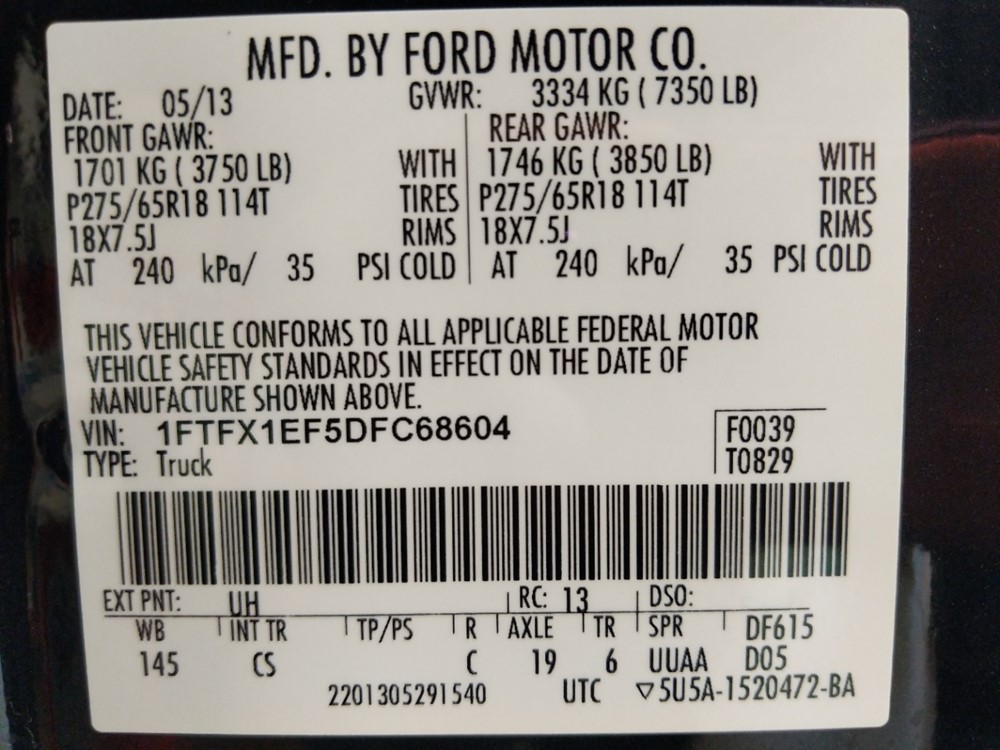 MFD. BY FORD MOTOR CO.
DATE: 05/13 GVWR: 3334 KG ( 7350 LB)
FRONT GAWR: REAR GAWR:
1701 KG ( 3750 LB) WITH 1746 KG ( 3850 LB) WITH
P275/65R18 114T TIRES P275/65R18 114T TIRES
18X7.5J RIMS 18X7.5J RIMS
AT 240 kPa/ 35 PSI COLD AT 240 kPa/ 35 PSI COLD
THIS VEHICLE CONFORMS TO ALL APPLICABLE FEDERAL MOTOR
VEHICLE SAFETY STANDARDS IN EFFECT ON THE DATE OF
MANUFACTURE SHOWN ABOVE.
VIN: 1FTFX1EF5DFC68604 F0039
TYPE: Truck T0829
EXT PNT: UH RC: 13 DSO:
WB INT TR TP/PS R AXLE TR SPR DF615
145 CS C 19 6 UUAA D05
2201305291540 UTC ▽5U5A-1520472-BA